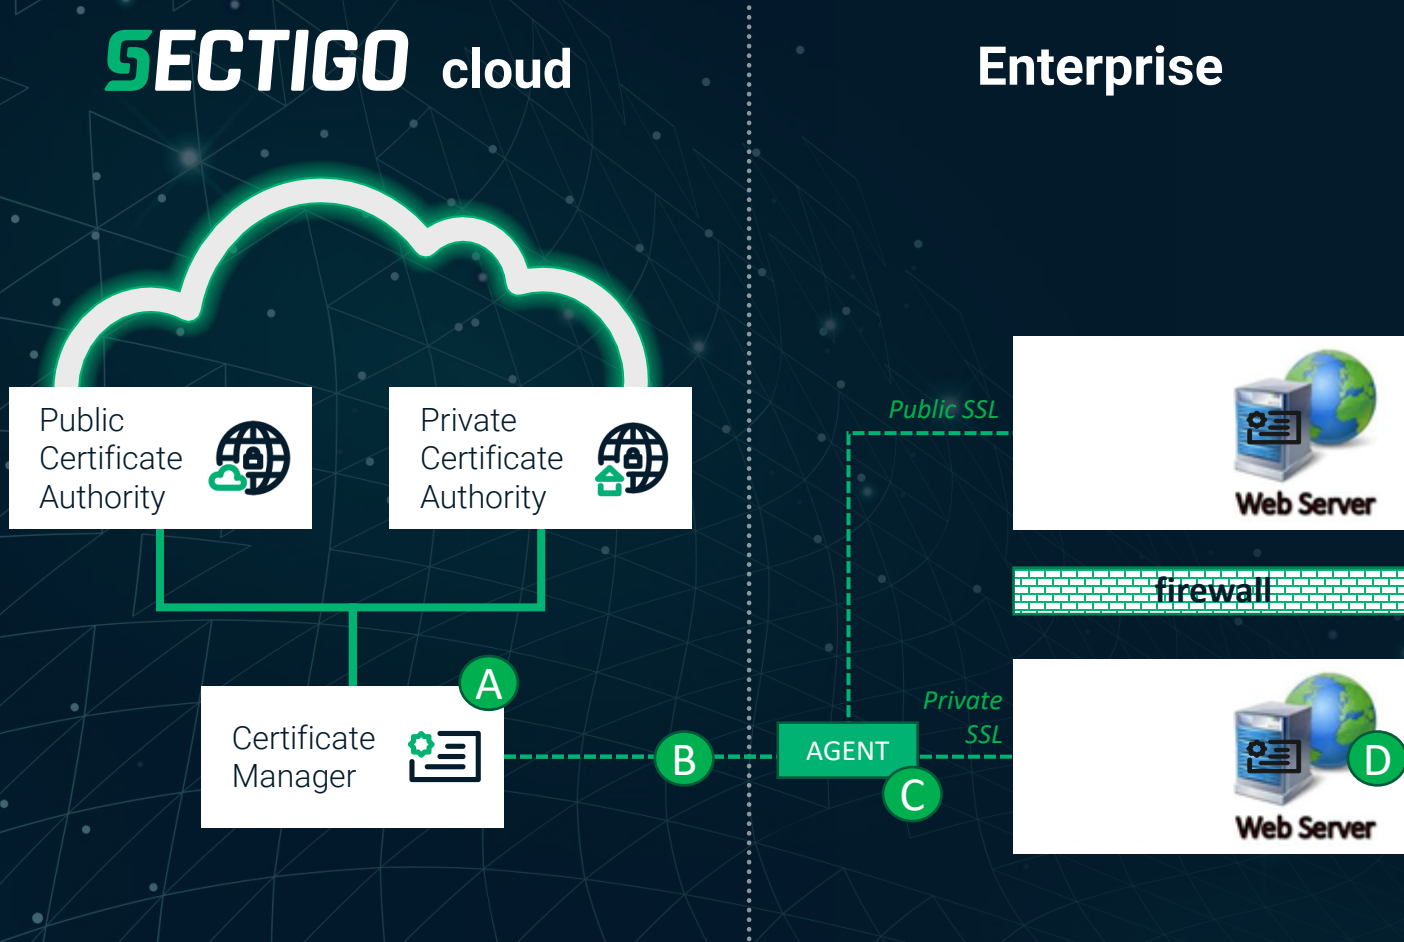 SECTIGO cloud
Enterprise
Public
Certificate
Authority
Private
Certificate
Authority
Public SSL
Web Server
firewall
A
Certificate
Manager
B
AGENT
C
Private
SSL
D
Web Server